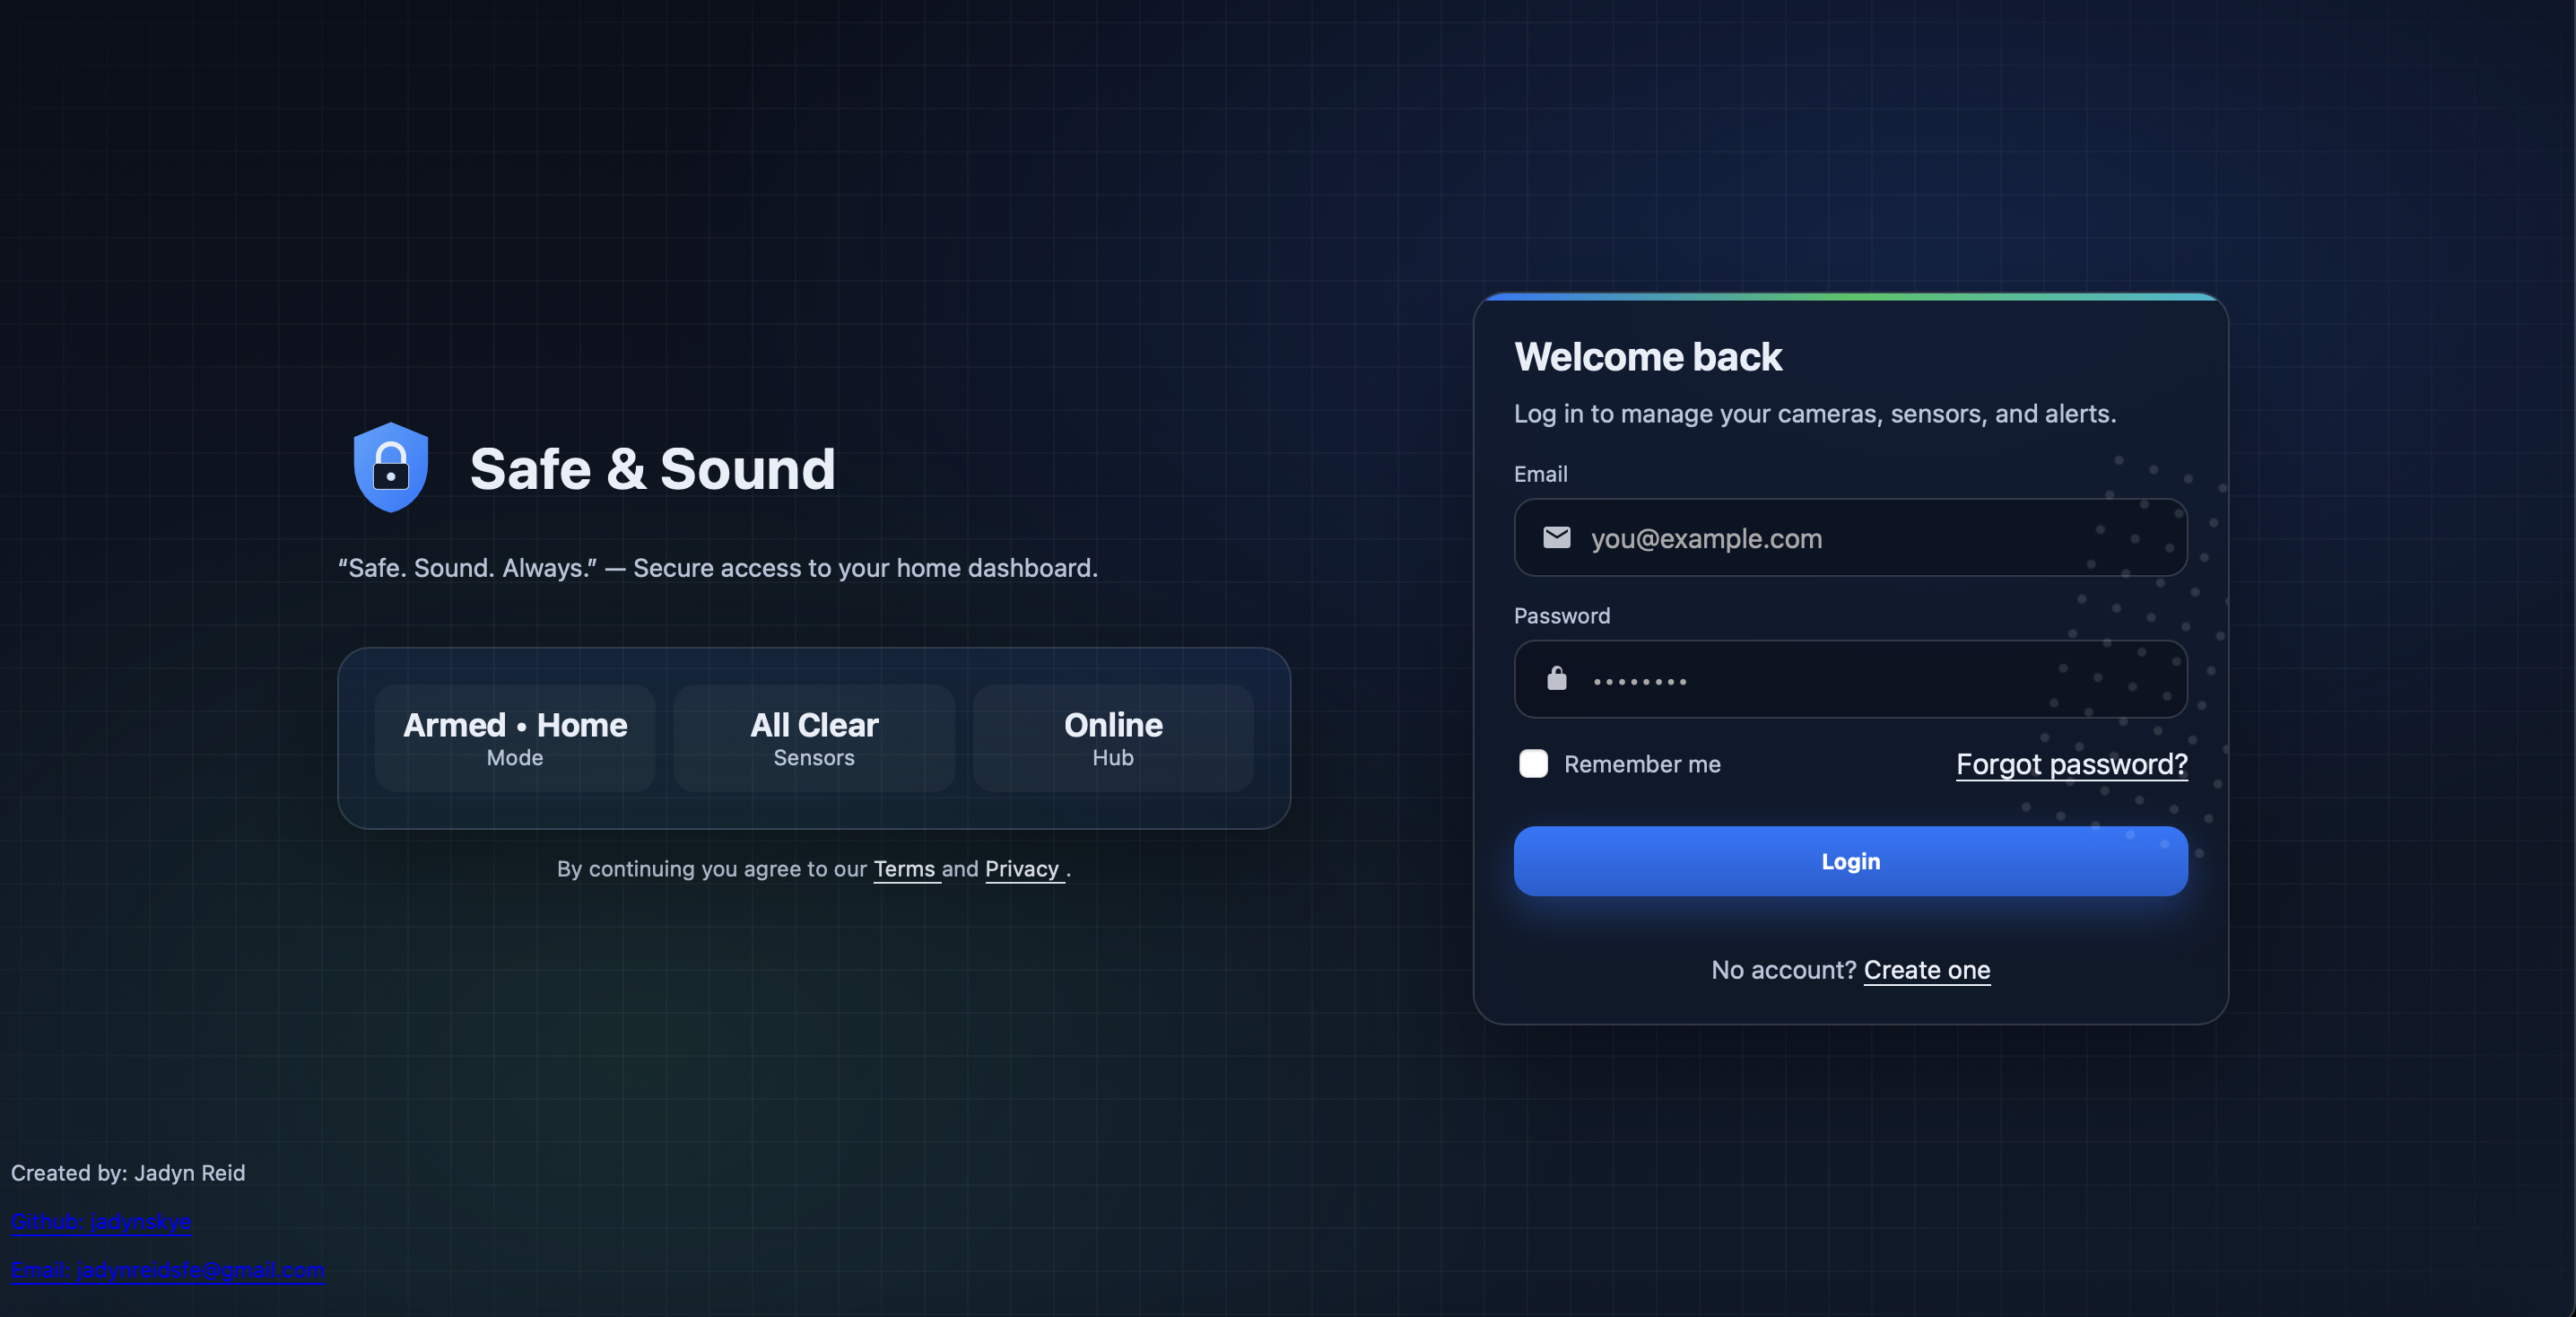 Safe & Sound
“Safe. Sound. Always.” — Secure access to your home dashboard.
Armed • Home
Mode
All Clear
Sensors
Online
Hub
By continuing you agree to our Terms and Privacy .
Welcome back
Log in to manage your cameras, sensors, and alerts.
Email
you@example.com
Password
••••••••
Remember me
Forgot password?
Login
No account? Create one
Created by: Jadyn Reid
Github: jadynskye
Email: jadynreidsfe@gmail.com